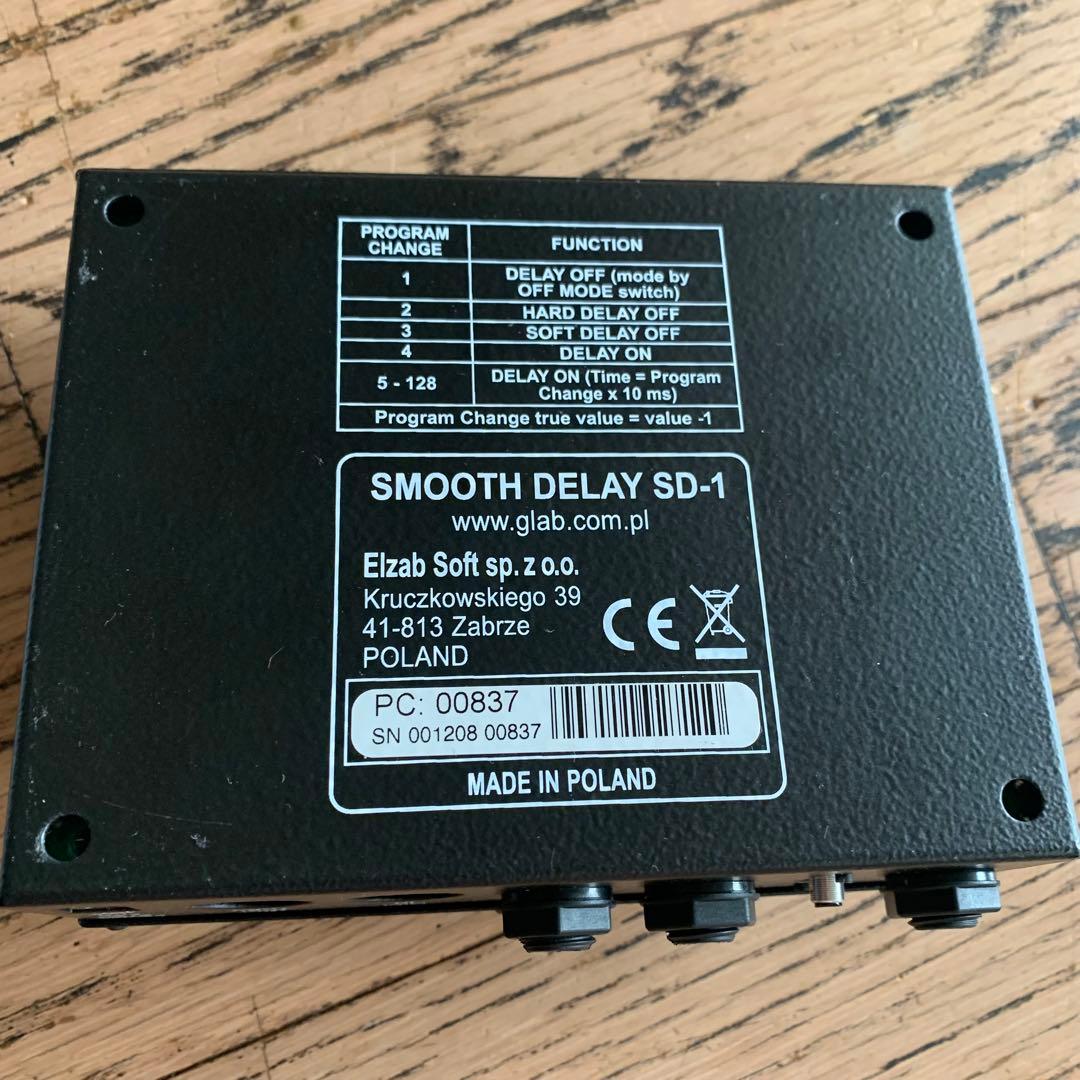 PROGRAM CHANGE FUNCTION
1 DELAY OFF (mode by OFF MODE switch)
2 HARD DELAY OFF
3 SOFT DELAY OFF
4 DELAY ON
5 - 128 DELAY ON (Time = Program Change x 10 ms)
Program Change true value = value -1
SMOOTH DELAY SD-1
www.glab.com.pl
Elzab Soft sp. z o.o.
Kruczkowskiego 39
41-813 Zabrze
POLAND
CE
PC: 00837
SN 001208 00837
MADE IN POLAND